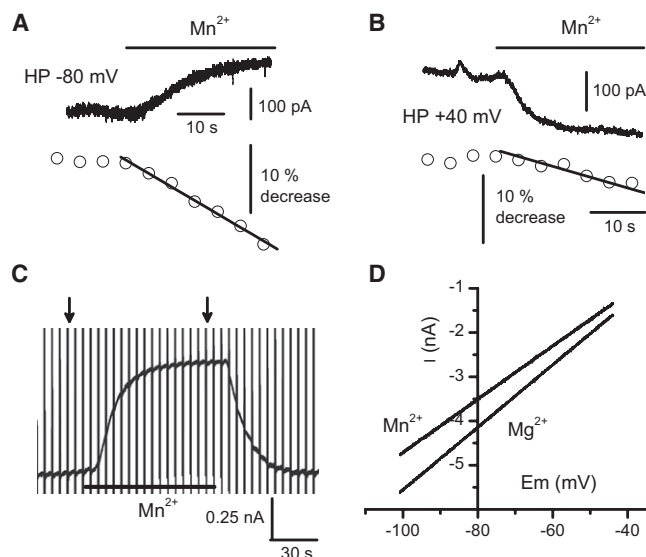 A
Mn²⁺
HP -80 mV
100 pA
10 s
10 %
decrease
B
Mn²⁺
HP +40 mV
100 pA
10 %
decrease
10 s
C
Mn²⁺
0.25 nA
30 s
D
-1
-2
-3
-4
-5
I (nA)
Mn²⁺
Mg²⁺
Em (mV)
-100
-80
-60
-40